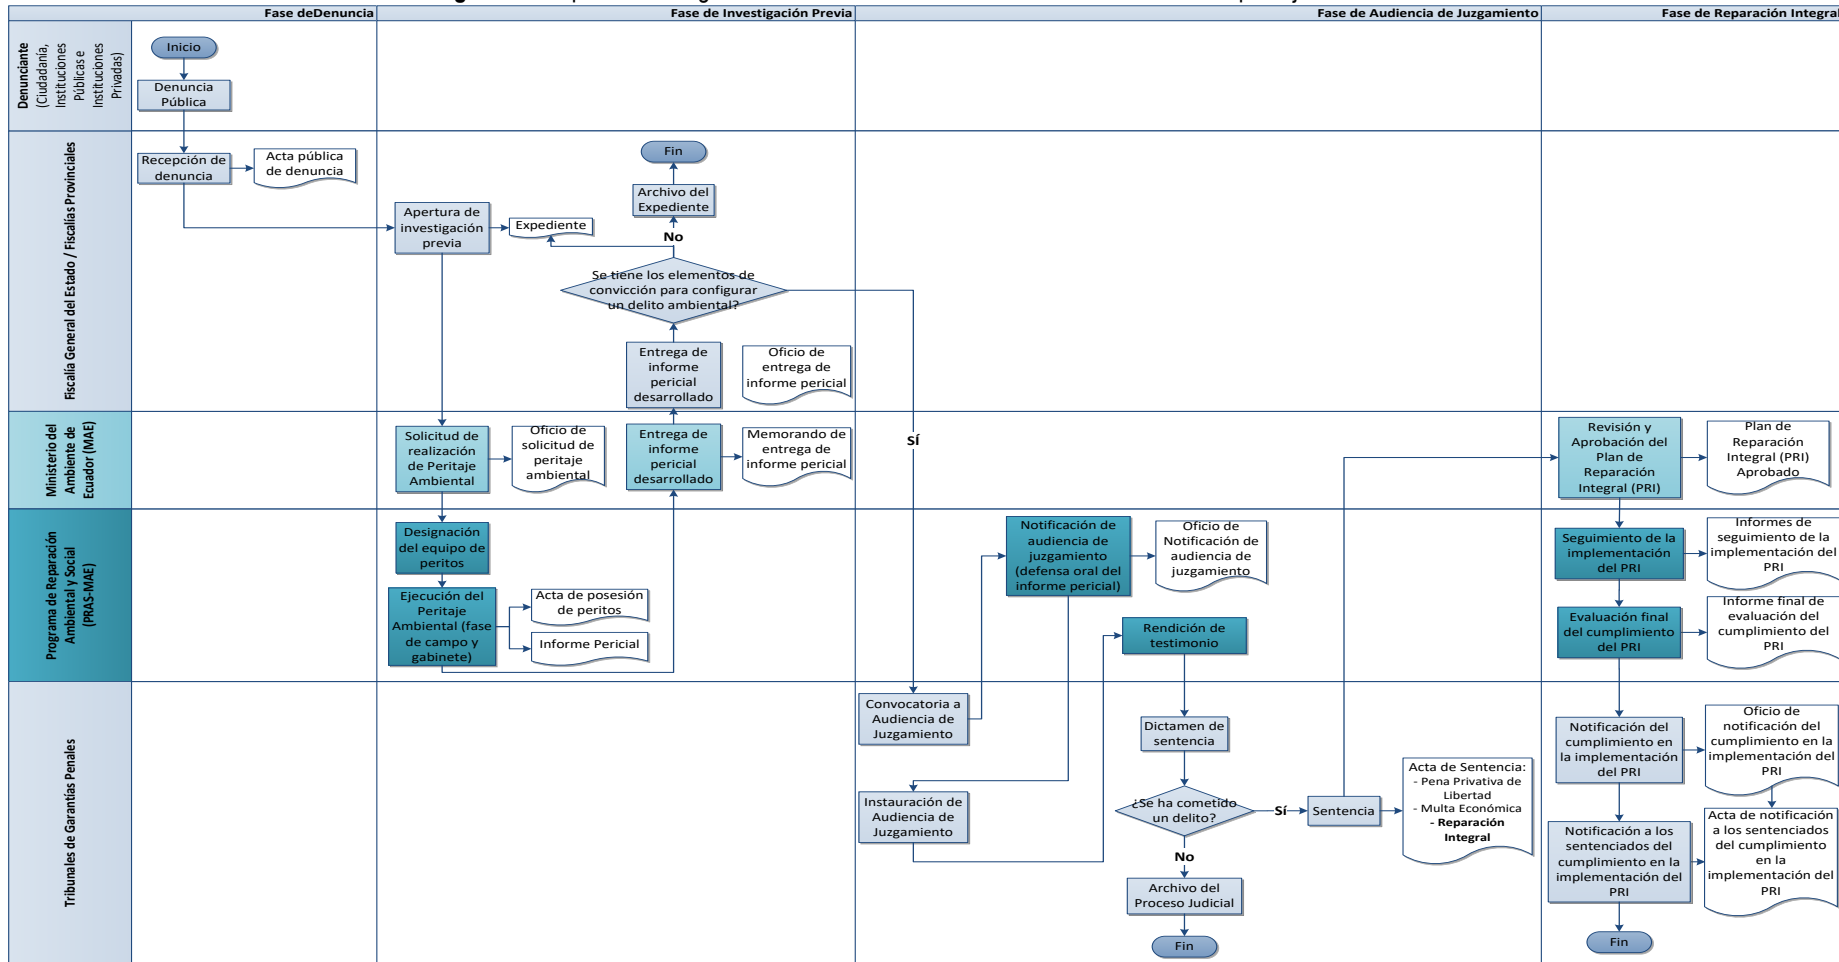 Fase deDenuncia
Fase de Investigación Previa
Fase de Audiencia de Juzgamiento
Fase de Reparación Integral
Denunciante
(Ciudadanía,
Instituciones
Públicas e
Instituciones
Privadas)
Inicio
Denuncia
Pública
Fiscalía General del Estado / Fiscalías Provinciales
Recepción de
denuncia
Acta pública
de denuncia
Apertura de
investigación
previa
Expediente
Fin
Archivo del
Expediente
No
Se tiene los elementos de
convicción para configurar
un delito ambiental?
Entrega de
informe
pericial
desarrollado
Oficio de
entrega de
informe pericial
Ministerio del
Ambiente de
Ecuador (MAE)
Solicitud de
realización
de Peritaje
Ambiental
Oficio de
solicitud de
peritaje
ambiental
Entrega de
informe
pericial
desarrollado
Memorando de
entrega de
informe pericial
Sí
Revisión y
Aprobación del
Plan de
Reparación
Integral (PRI)
Plan de
Reparación
Integral (PRI)
Aprobado
Programa de Reparación
Ambiental y Social
(PRAS-MAE)
Designación
del equipo de
peritos
Ejecución del
Peritaje
Ambiental (fase
de campo y
gabinete)
Acta de posesión
de peritos
Informe Pericial
Notificación de
audiencia de
juzgamiento
(defensa oral del
informe pericial)
Oficio de
Notificación de
audiencia de
juzgamiento
Rendición de
testimonio
Seguimiento de la
implementación
del PRI
Informes de
seguimiento de la
implementación del
PRI
Evaluación final
del cumplimiento
del PRI
Informe final de
evaluación del
cumplimiento del
PRI
Tribunales de Garantías Penales
Convocatoria a
Audiencia de
Juzgamiento
Instauración de
Audiencia de
Juzgamiento
Dictamen de
sentencia
¿Se ha cometido
un delito?
Sí
Sentencia
Acta de Sentencia:
- Pena Privativa de
Libertad
- Multa Económica
- Reparación
Integral
No
Archivo del
Proceso Judicial
Fin
Notificación del
cumplimiento en
la implementación
del PRI
Oficio de
notificación del
cumplimiento en la
implementación del
PRI
Notificación a los
sentenciados del
cumplimiento en la
implementación del
PRI
Acta de notificación
a los sentenciados
del cumplimiento
en la
implementación del
PRI
Fin